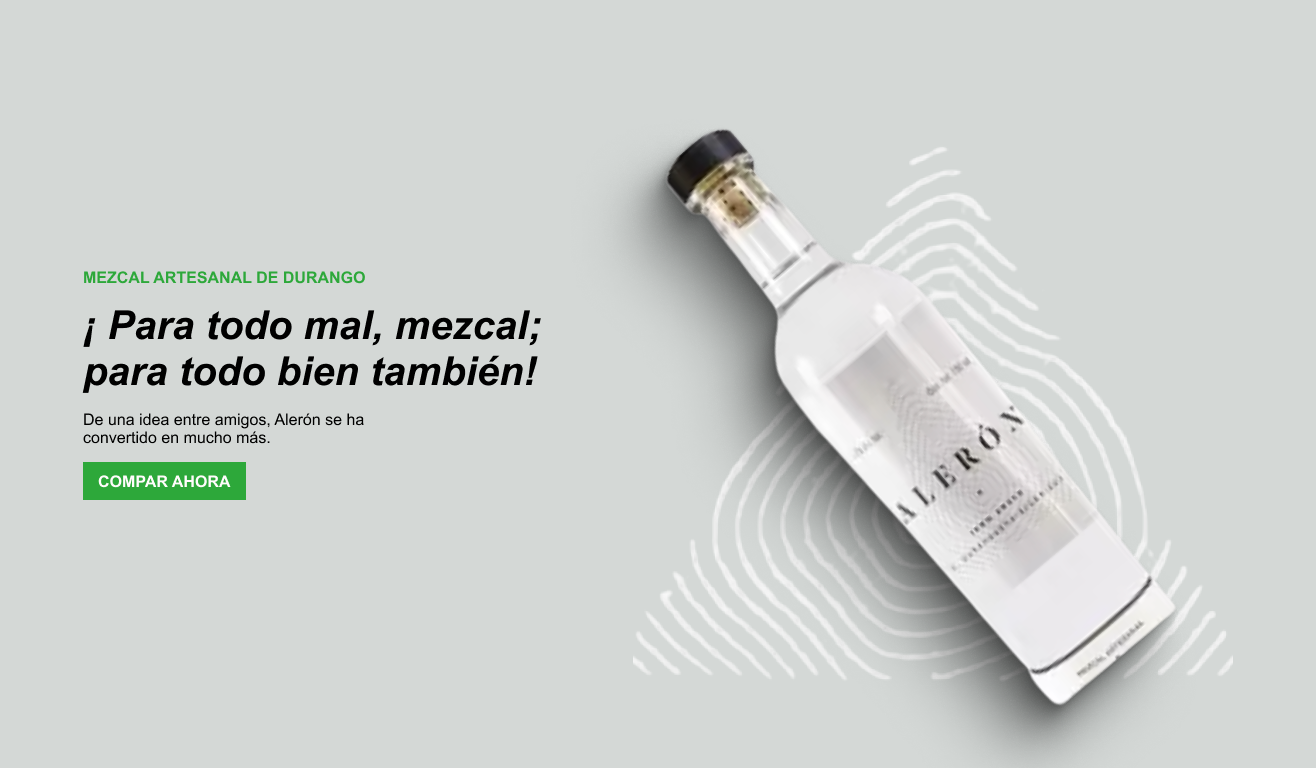 MEZCAL ARTESANAL DE DURANGO
¡ Para todo mal, mezcal;
para todo bien también!
De una idea entre amigos, Alerón se ha
convertido en mucho más.
COMPAR AHORA
ALERÓN
MEZCAL ARTESANAL